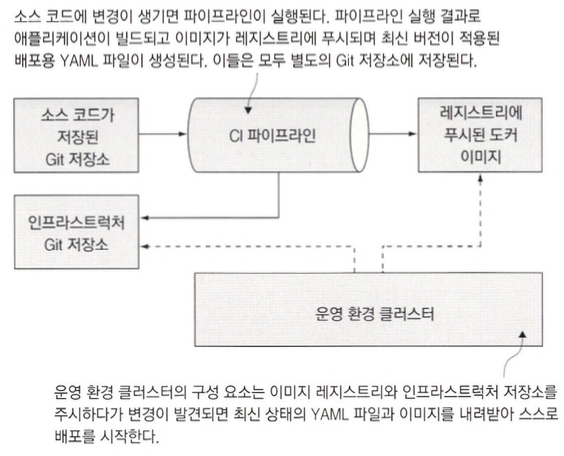 소스 코드에 변경이 생기면 파이프라인이 실행된다. 파이프라인 실행 결과로
애플리케이션이 빌드되고 이미지가 레지스트리에 푸시되며 최신 버전이 적용된
배포용 YAML 파일이 생성된다. 이들은 모두 별도의 Git 저장소에 저장된다.
소스 코드가
저장된
Git 저장소
CI 파이프라인
레지스트리에
푸시된 도커
이미지
인프라스트럭처
Git 저장소
운영 환경 클러스터
운영 환경 클러스터의 구성 요소는 이미지 레지스트리와 인프라스트럭처 저장소를
주시하다가 변경이 발견되면 최신 상태의 YAML 파일과 이미지를 내려받아 스스로
배포를 시작한다.